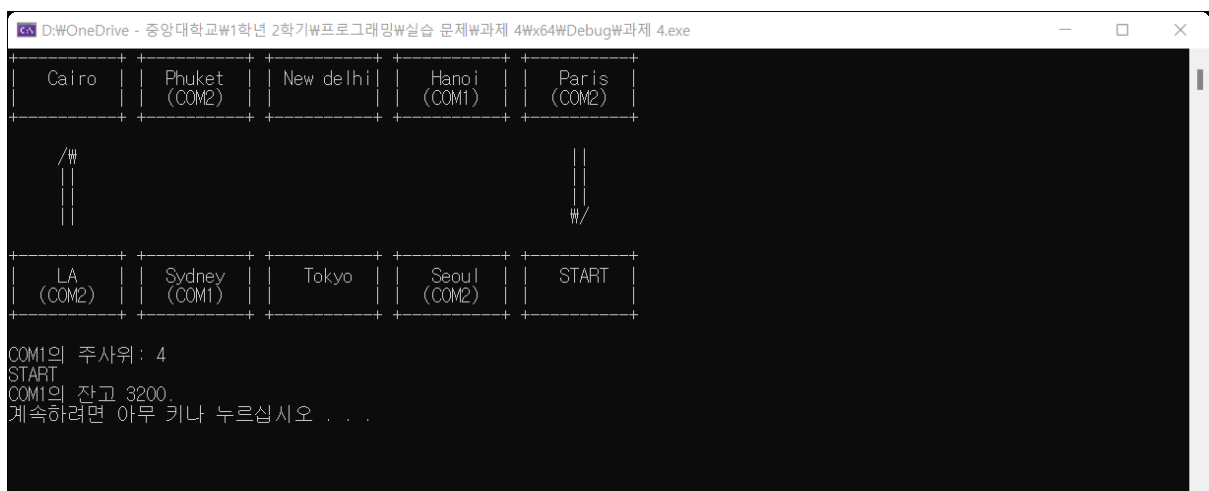 D:₩OneDrive - 중앙대학교₩1학년 2학기₩프로그래밍₩실습 문제₩과제 4₩x64₩Debug₩과제 4.exe
+----------+ +----------+ +----------+ +----------+ +----------+
|   Cairo  | |  Phuket  | |New delhi| |   Hanoi  | |   Paris  |
|          | |  (COM2)  | |          | |  (COM1)  | |  (COM2)  |
+----------+ +----------+ +----------+ +----------+ +----------+
/₩ ||
|| ||
|| ||
|| ₩/
+----------+ +----------+ +----------+ +----------+ +----------+
|    LA    | |  Sydney  | |   Tokyo  | |   Seoul  | |   START  |
|  (COM2)  | |  (COM1)  | |          | |  (COM2)  | |          |
+----------+ +----------+ +----------+ +----------+ +----------+
COM1의 주사위: 4
START
COM1의 잔고 3200.
계속하려면 아무 키나 누르십시오 . . .